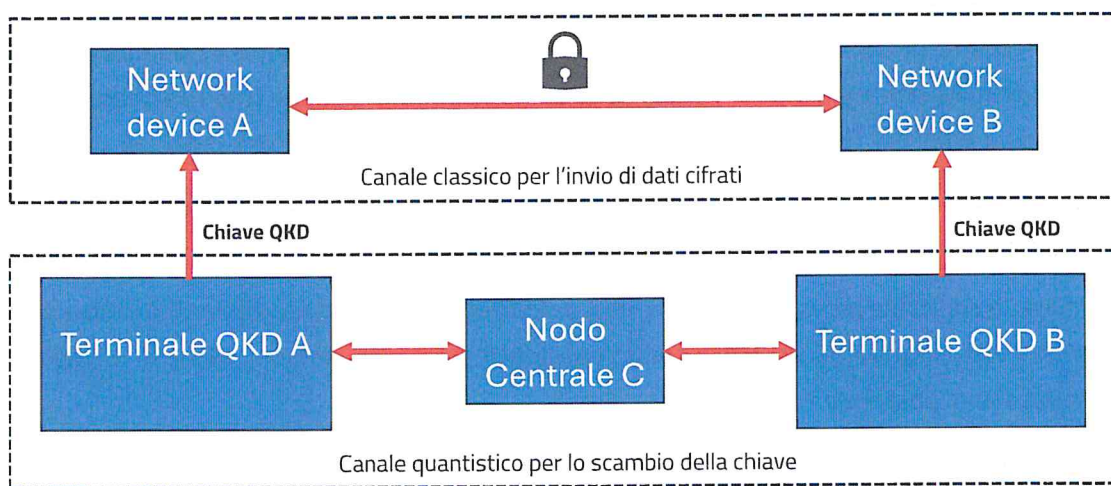 Network
device A
Network
device B
Canale classico per l'invio di dati cifrati
Chiave QKD
Chiave QKD
Terminale QKD A
Nodo
Centrale C
Terminale QKD B
Canale quantistico per lo scambio della chiave